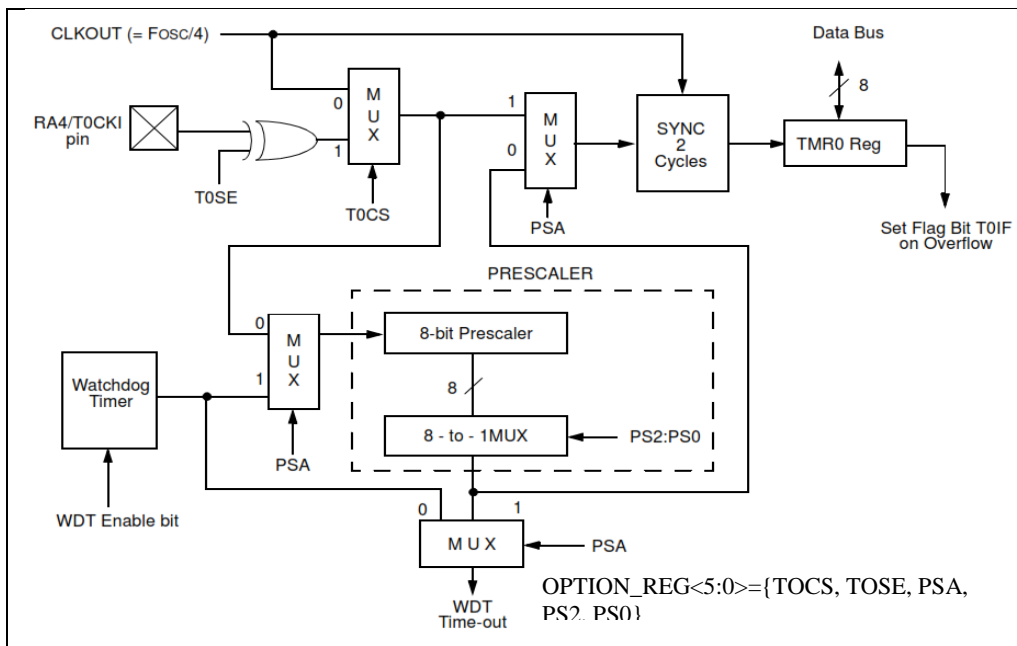 CLKOUT (= FOSC/4)
Data Bus
8
RA4/T0CKI
pin
T0SE
0
1
M
U
X
T0CS
1
0
M
U
X
PSA
SYNC
2
Cycles
TMR0 Reg
Set Flag Bit T0IF
on Overflow
PRESCALER
0
1
M
U
X
PSA
8-bit Prescaler
8
8 - to - 1MUX
PS2:PS0
Watchdog
Timer
WDT Enable bit
0
1
M U X
PSA
WDT
Time-out
OPTION_REG<5:0>={TOCS, TOSE, PSA,
PS2, PS0}